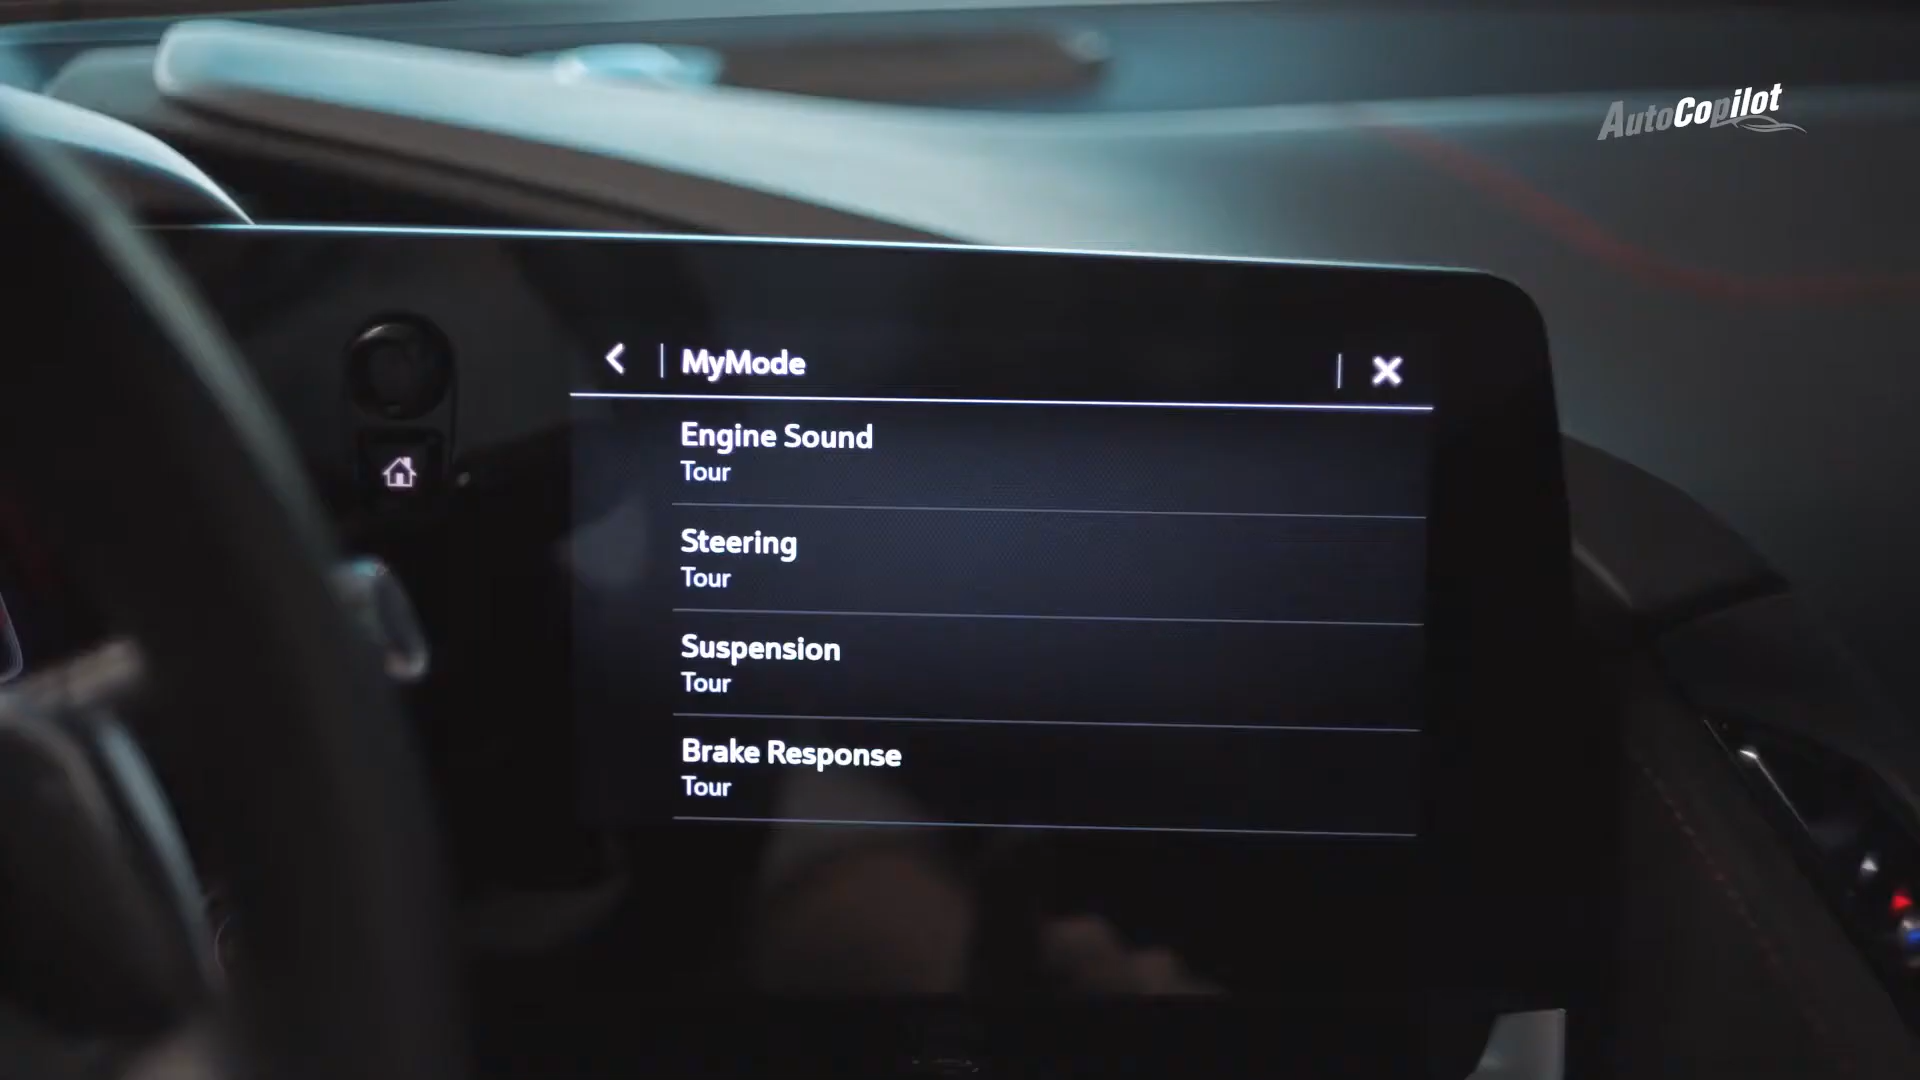 AutoCopilot
MyMode
Engine Sound
Tour
Steering
Tour
Suspension
Tour
Brake Response
Tour